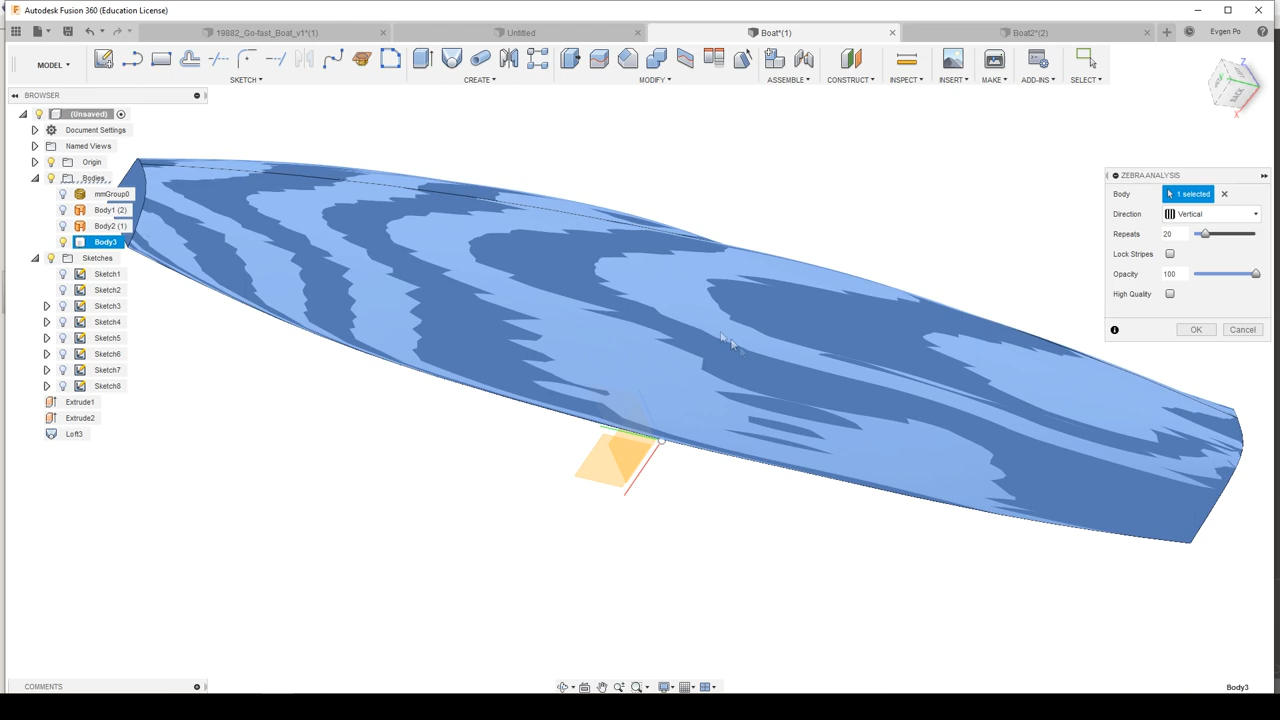 Autodesk Fusion 360 (Education License)
19882_Go-fast_Boat_v1*(1)
Untitled
Boat*(1)
Boat2*(2)
Evgen Po
MODEL
SKETCH
CREATE
MODIFY
ASSEMBLE
CONSTRUCT
INSPECT
INSERT
MAKE
ADD-INS
SELECT
BROWSER
(Unsaved)
Document Settings
Named Views
Origin
Bodies
mmGroup0
Body1 (2)
Body2 (1)
Body3
Sketches
Sketch1
Sketch2
Sketch3
Sketch4
Sketch5
Sketch6
Sketch7
Sketch8
Extrude1
Extrude2
Loft3
Z
BACK
X
ZEBRA ANALYSIS
Body 1 selected
Direction Vertical
Repeats 20
Lock Stripes
Opacity 100
High Quality
OK Cancel
COMMENTS
Body3